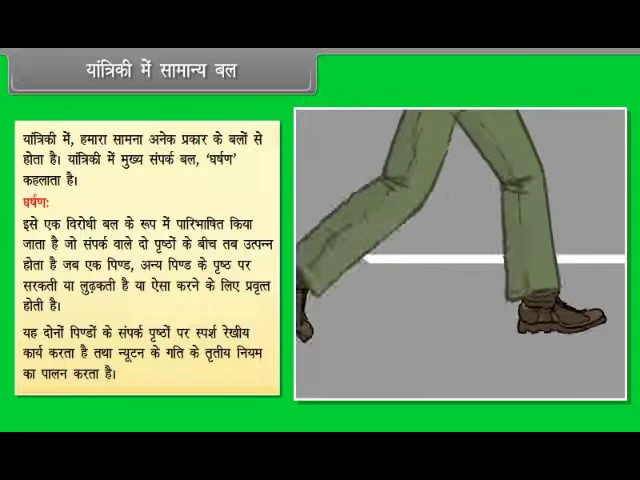 यांत्रिकी में सामान्य बल
यांत्रिकी में, हमारा सामना अनेक प्रकार के बलों से
होता है। यांत्रिकी में मुख्य संपर्क बल, ‘घर्षण’
कहलाता है।
घर्षण:
इसे एक विरोधी बल के रूप में पारिभाषित किया
जाता है जो संपर्क वाले दो पृष्ठों के बीच तब उत्पन्न
होता है जब एक पिण्ड, अन्य पिण्ड के पृष्ठ पर
सरकती या लुढ़कती है या ऐसा करने के लिए प्रवृत्त
होती है।
यह दोनों पिण्डों के संपर्क पृष्ठों पर स्पर्श रेखीय
कार्य करता है तथा न्यूटन के गति के तृतीय नियम
का पालन करता है।